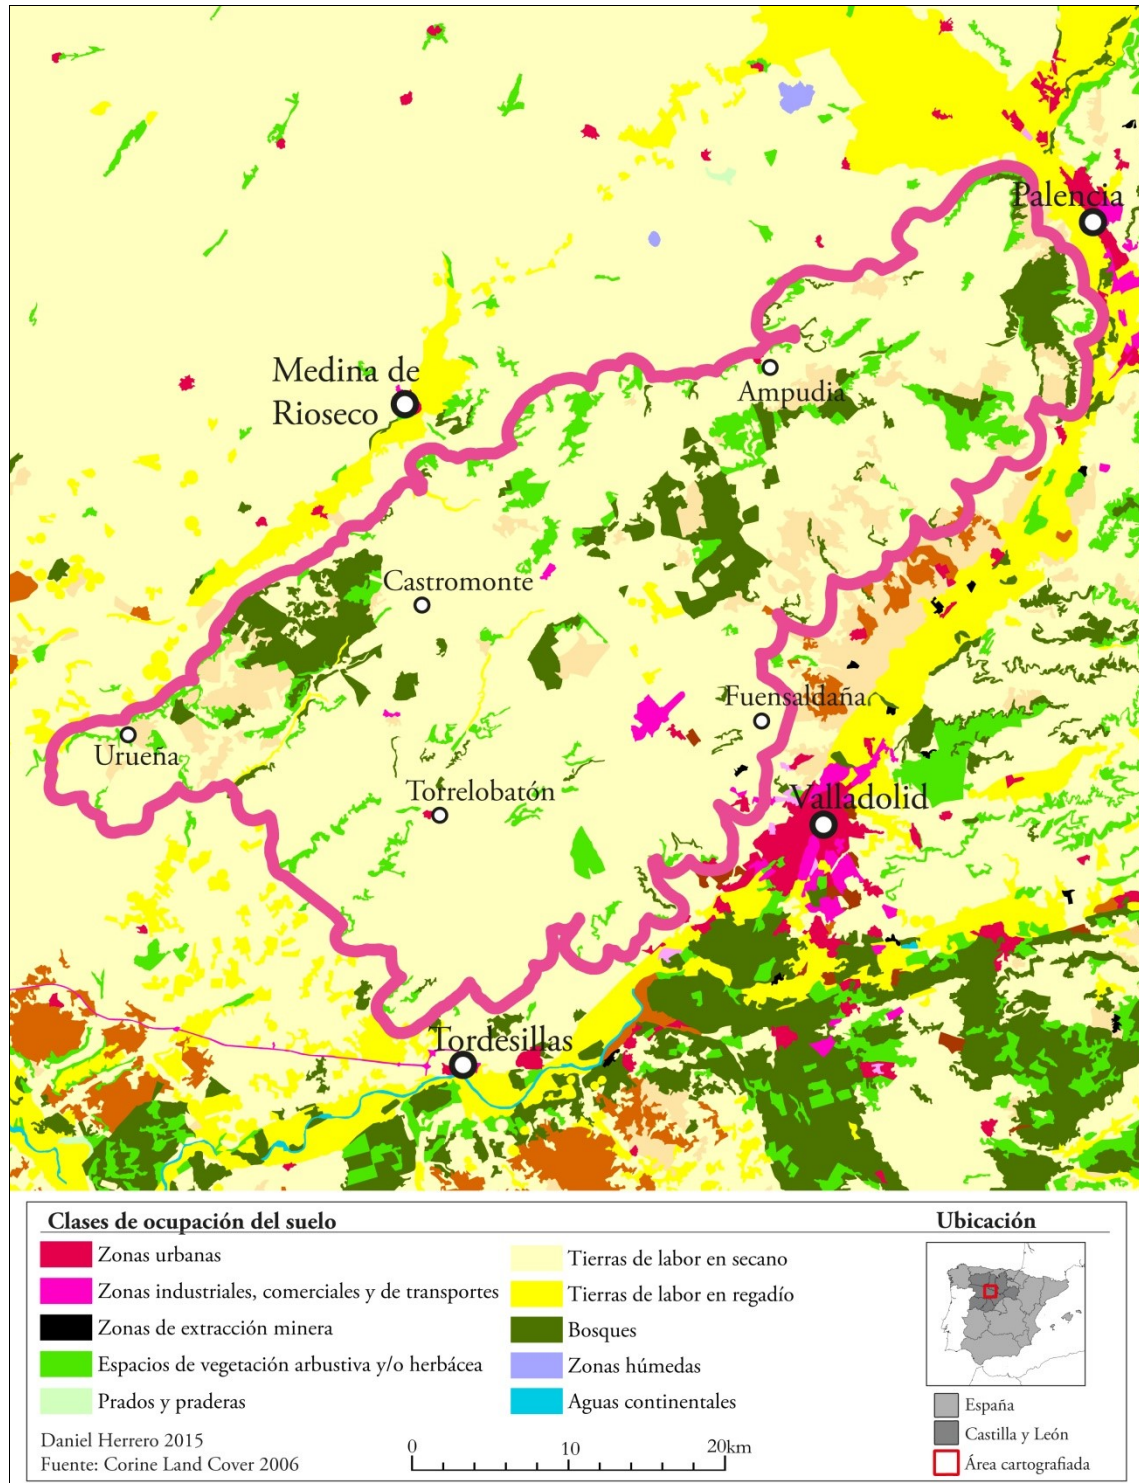 Palencia
Medina de
Rioseco
Ampudia
Castromonte
Fuensaldaña
Urueña
Torrelobatón
Valladolid
Tordesillas
Clases de ocupación del suelo
Zonas urbanas
Zonas industriales, comerciales y de transportes
Zonas de extracción minera
Espacios de vegetación arbustiva y/o herbácea
Prados y praderas
Tierras de labor en secano
Tierras de labor en regadío
Bosques
Zonas húmedas
Aguas continentales
Ubicación
España
Castilla y León
Área cartografiada
Daniel Herrero 2015
Fuente: Corine Land Cover 2006
0 10 20km